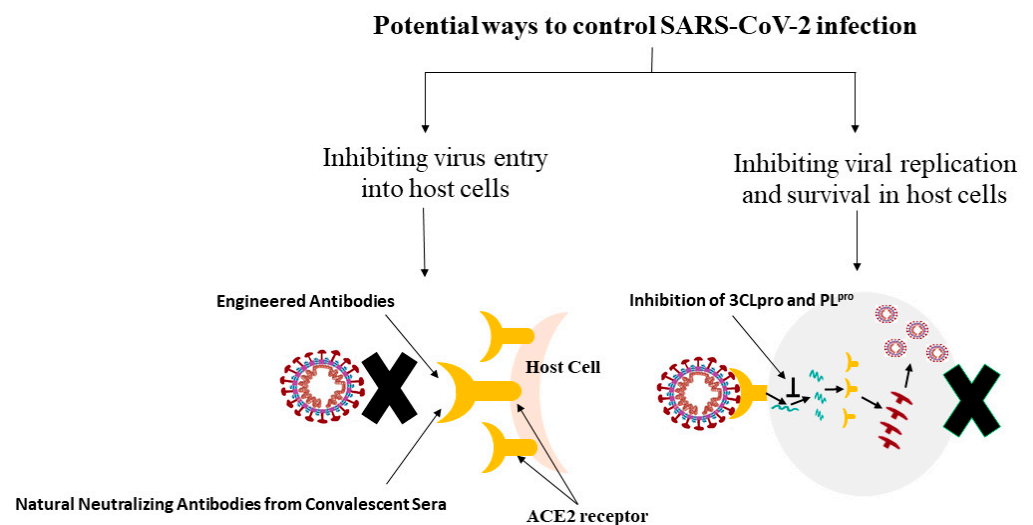 Potential ways to control SARS-CoV-2 infection
Inhibiting virus entry
into host cells
Inhibiting viral replication
and survival in host cells
Engineered Antibodies
Inhibition of 3CLpro and PLpro
Host Cell
Natural Neutralizing Antibodies from Convalescent Sera
ACE2 receptor